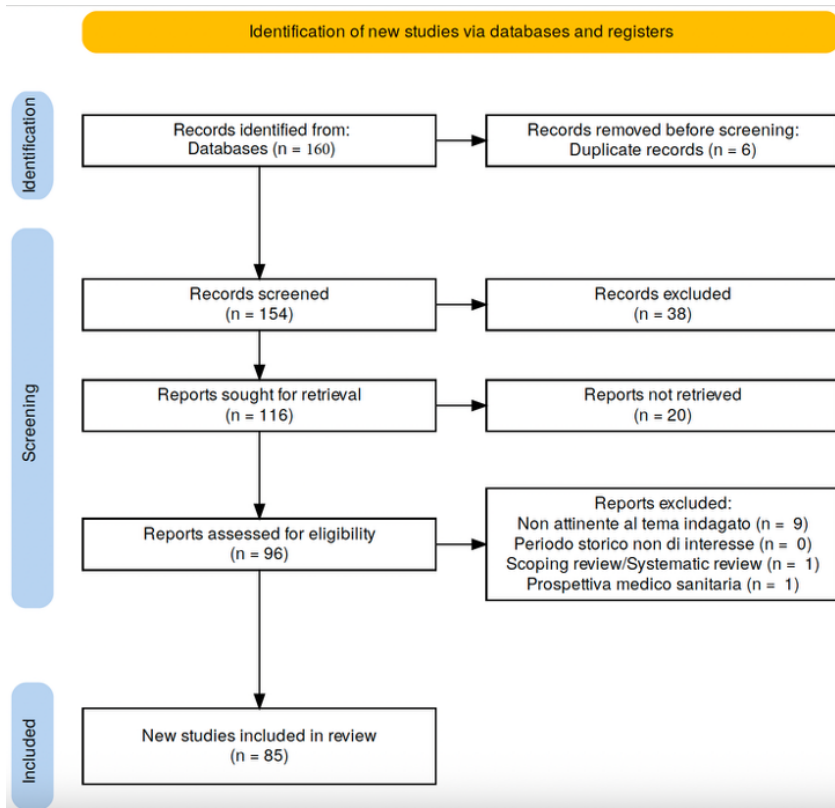 Identification of new studies via databases and registers
Identification
Records identified from:
Databases (n = 160)
Records removed before screening:
Duplicate records (n = 6)
Screening
Records screened
(n = 154)
Records excluded
(n = 38)
Reports sought for retrieval
(n = 116)
Reports not retrieved
(n = 20)
Reports assessed for eligibility
(n = 96)
Reports excluded:
Non attinente al tema indagato (n = 9)
Periodo storico non di interesse (n = 0)
Scoping review/Systematic review (n = 1)
Prospettiva medico sanitaria (n = 1)
Included
New studies included in review
(n = 85)